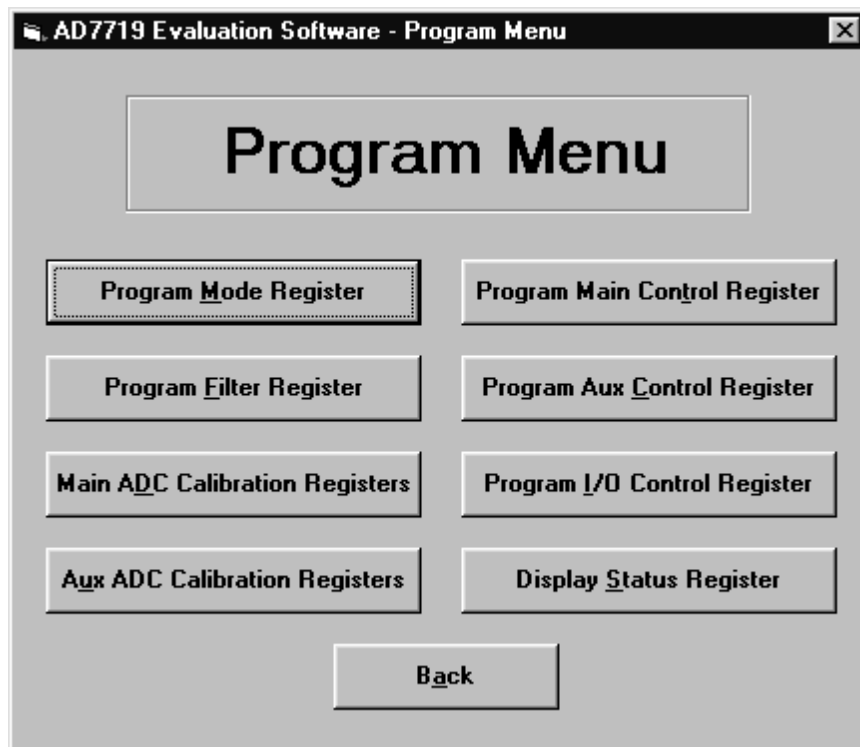 AD7719 Evaluation Software - Program Menu
Program Menu
Program Mode Register
Program Main Control Register
Program Filter Register
Program Aux Control Register
Main ADC Calibration Registers
Program I/O Control Register
Aux ADC Calibration Registers
Display Status Register
Back